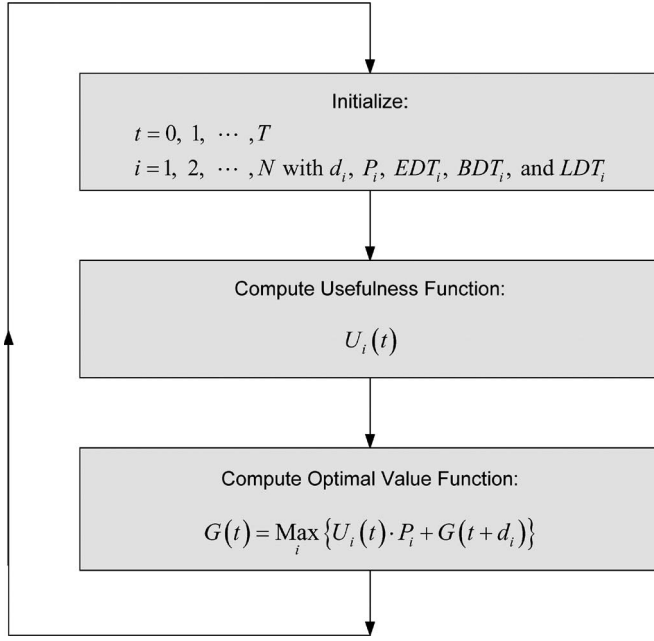 Initialize:
t = 0, 1, ⋯ , T
i = 1, 2, ⋯ , N with d_i, P_i, EDT_i, BDT_i, and LDT_i
Compute Usefulness Function:
U_i(t)
Compute Optimal Value Function:
G(t) = Max_i {U_i(t) · P_i + G(t + d_i)}